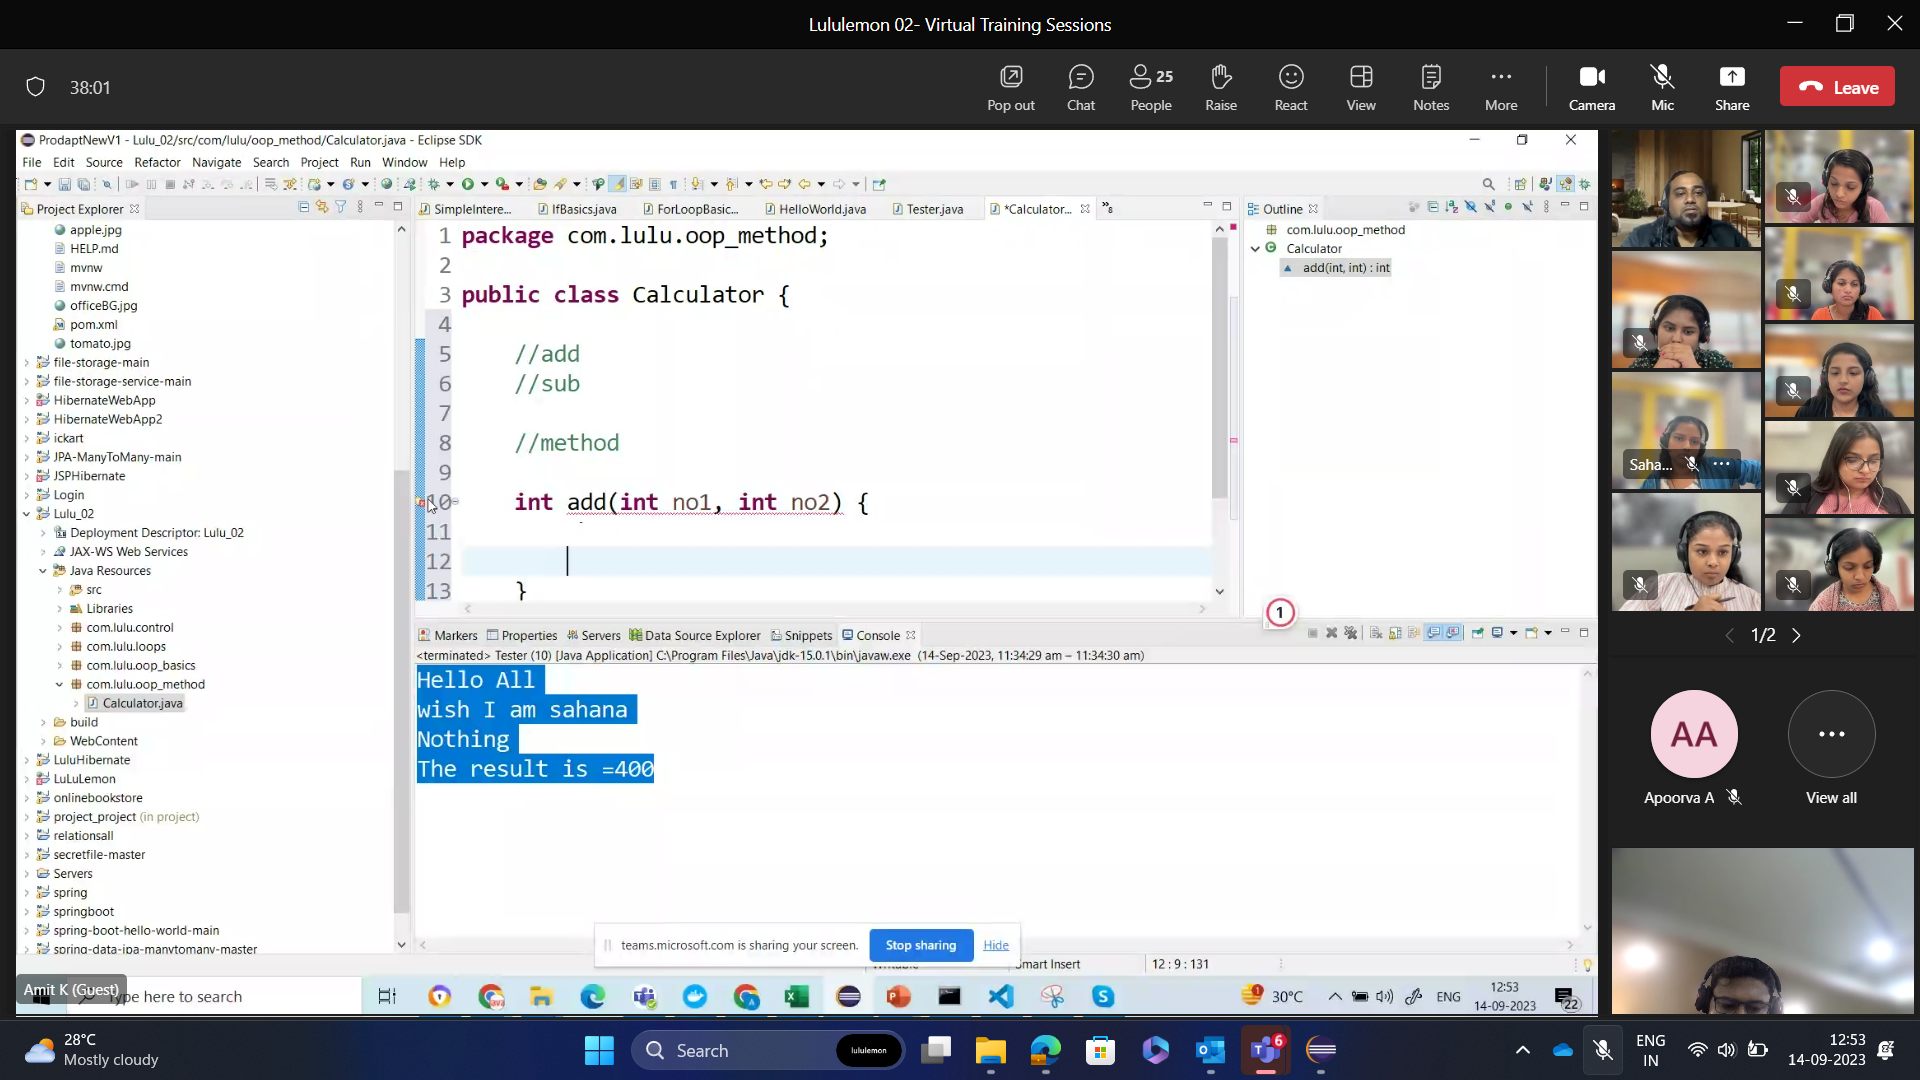 Lululemon 02- Virtual Training Sessions
38:01
Pop out
Chat
People
25
Raise
React
View
Notes
More
Camera
Mic
Share
Leave
ProdaptNewV1 - Lulu_02/src/com/lulu/oop_method/Calculator.java - Eclipse SDK
File Edit Source Refactor Navigate Search Project Run Window Help
Project Explorer
apple.jpg
HELP.md
mvnw
mvnw.cmd
officeBG.jpg
pom.xml
tomato.jpg
file-storage-main
file-storage-service-main
HibernateWebApp
HibernateWebApp2
ickart
JPA-ManyToMany-main
JSPHibernate
Login
Lulu_02
Deployment Descriptor: Lulu_02
JAX-WS Web Services
Java Resources
src
Libraries
com.lulu.control
com.lulu.loops
com.lulu.oop_basics
com.lulu.oop_method
Calculator.java
build
WebContent
LuluHibernate
LuLuLemon
onlinebookstore
project_project (in project)
relationsall
secretfile-master
Servers
spring
springboot
spring-boot-hello-world-main
spring-data-jpa-manytomany-master
SimpleIntere...
IfBasics.java
ForLoopBasic...
HelloWorld.java
Tester.java
*Calculator...
»8
1 package com.lulu.oop_method;
2
3 public class Calculator {
4
5 //add
6 //sub
7
8 //method
9
10 int add(int no1, int no2) {
11
12
13 }
Outline
com.lulu.oop_method
Calculator
add(int, int) : int
1
Markers Properties Servers Data Source Explorer Snippets Console
<terminated> Tester (10) [Java Application] C:\Program Files\Java\jdk-15.0.1\bin\javaw.exe (14-Sep-2023, 11:34:29 am – 11:34:30 am)
Hello All
wish I am sahana
Nothing
The result is =400
teams.microsoft.com is sharing your screen.
Stop sharing
Hide
Smart Insert
12 : 9 : 131
Amit K (Guest)
Type here to search
30°C
ENG
12:53
14-09-2023
22
Saha...
1/2
AA
Apoorva A
View all
28°C
Mostly cloudy
Search
lululemon
6
ENG
IN
12:53
14-09-2023